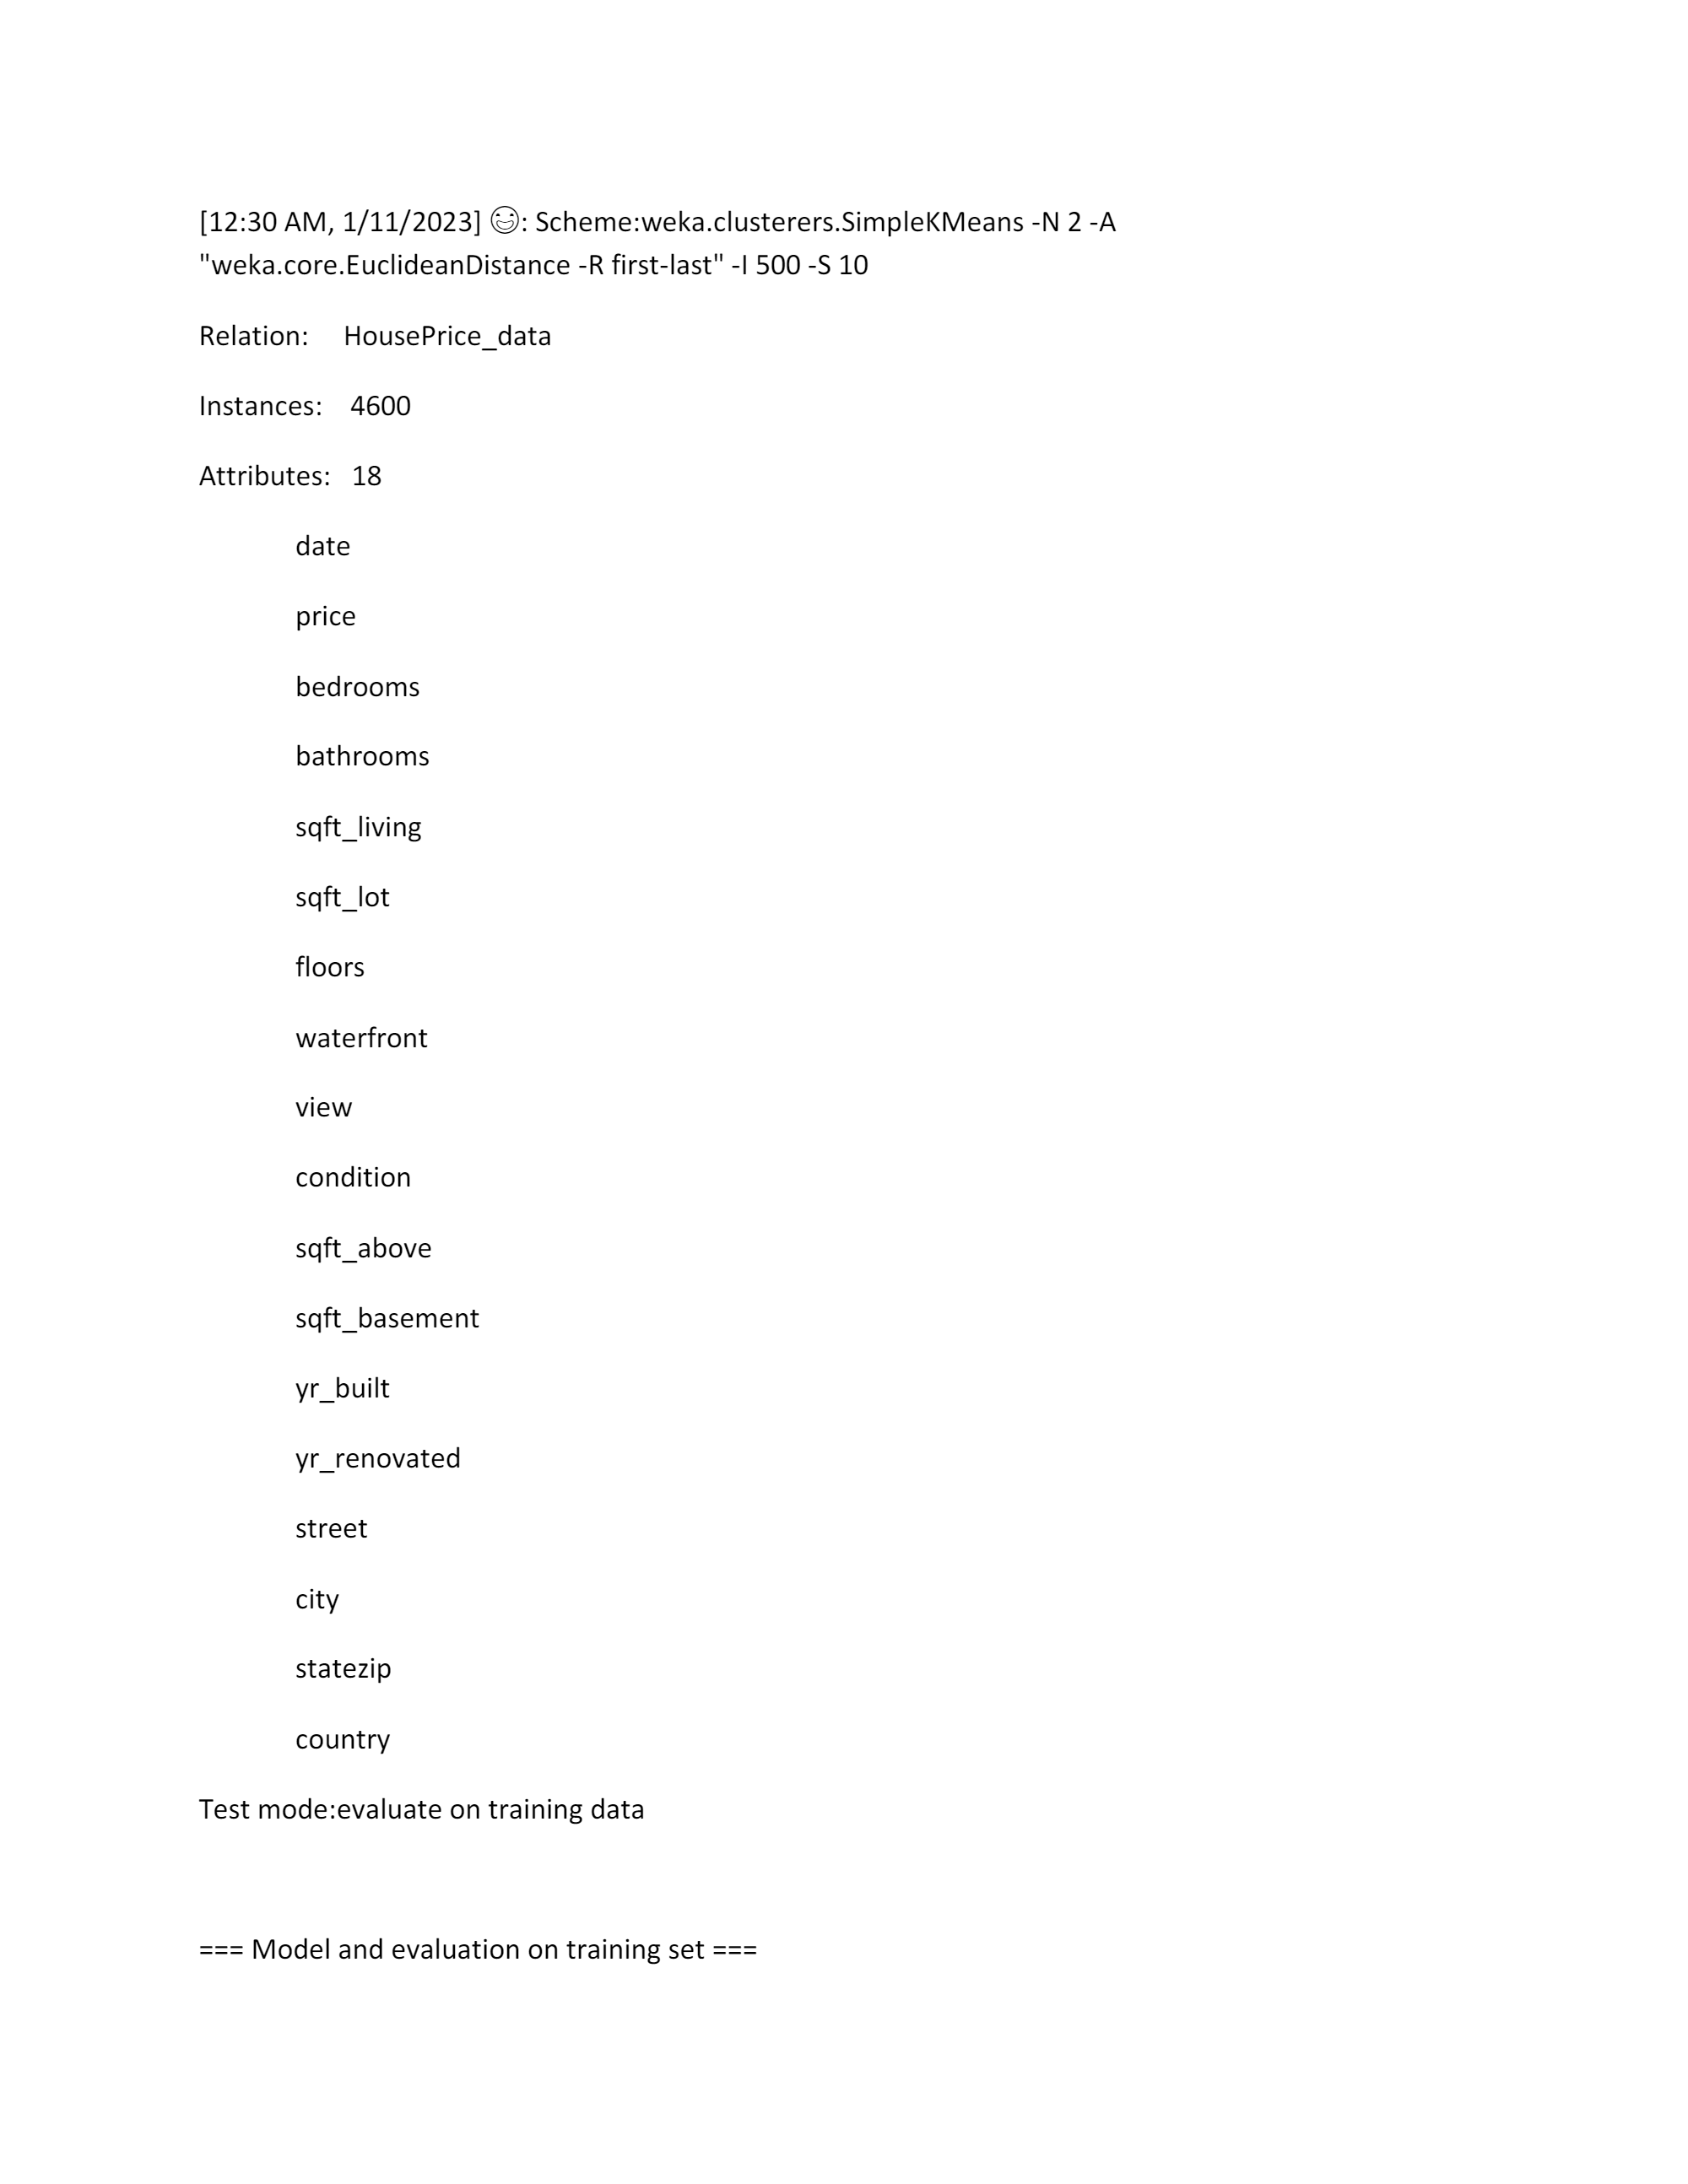 [12:30 AM, 1/11/2023] 😄: Scheme:weka.clusterers.SimpleKMeans -N 2 -A
"weka.core.EuclideanDistance -R first-last" -I 500 -S 10
Relation: HousePrice_data
Instances: 4600
Attributes: 18
date
price
bedrooms
bathrooms
sqft_living
sqft_lot
floors
waterfront
view
condition
sqft_above
sqft_basement
yr_built
yr_renovated
street
city
statezip
country
Test mode:evaluate on training data
=== Model and evaluation on training set ===